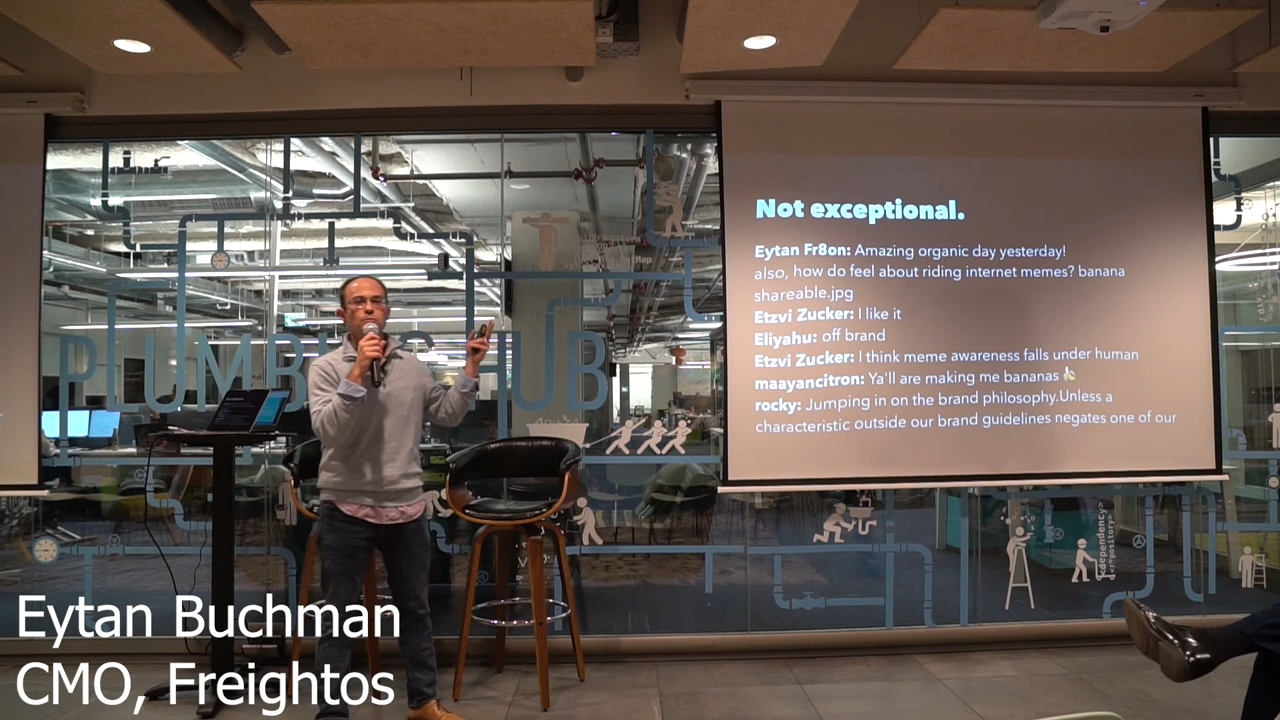 Not exceptional.
Eytan Fr8on: Amazing organic day yesterday!
also, how do feel about riding internet memes? banana
shareable.jpg
Etzvi Zucker: I like it
Eliyahu: off brand
Etzvi Zucker: I think meme awareness falls under human
maayancitron: Ya'll are making me bananas 🍌
rocky: Jumping in on the brand philosophy.Unless a
characteristic outside our brand guidelines negates one of our
HUB
<dependency>
Eytan Buchman
CMO, Freightos